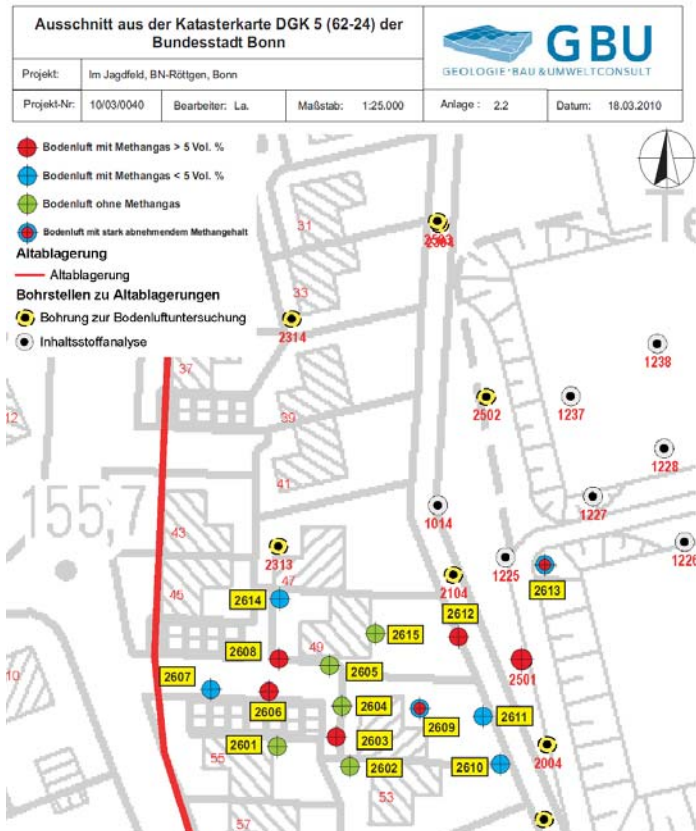 Ausschnitt aus der Katasterkarte DGK 5 (62-24) der
Bundesstadt Bonn
GBU
GEOLOGIE·BAU & UMWELTCONSULT
Projekt: Im Jagdfeld, BN-Röttgen, Bonn
Projekt-Nr: 10/03/0040 Bearbeiter: La. Maßstab: 1:25.000 Anlage : 2.2 Datum: 18.03.2010
Bodenluft mit Methangas > 5 Vol. %
Bodenluft mit Methangas < 5 Vol. %
Bodenluft ohne Methangas
Bodenluft mit stark abnehmendem Methangehalt
Altablagerung
Altablagerung
Bohrstellen zu Altablagerungen
Bohrung zur Bodenluftuntersuchung
Inhaltsstoffanalyse
Te
31
33
2314
1238
37
2502
1237
12
39
1228
41
1227
155,7
1014
43
1226
1225
2313
2104
2613
47
45
2614
2612
2615
49
2608
2605
2501
10
2607
2606
2604
2609
2611
2601
2603
2004
55
2602
2610
53
57